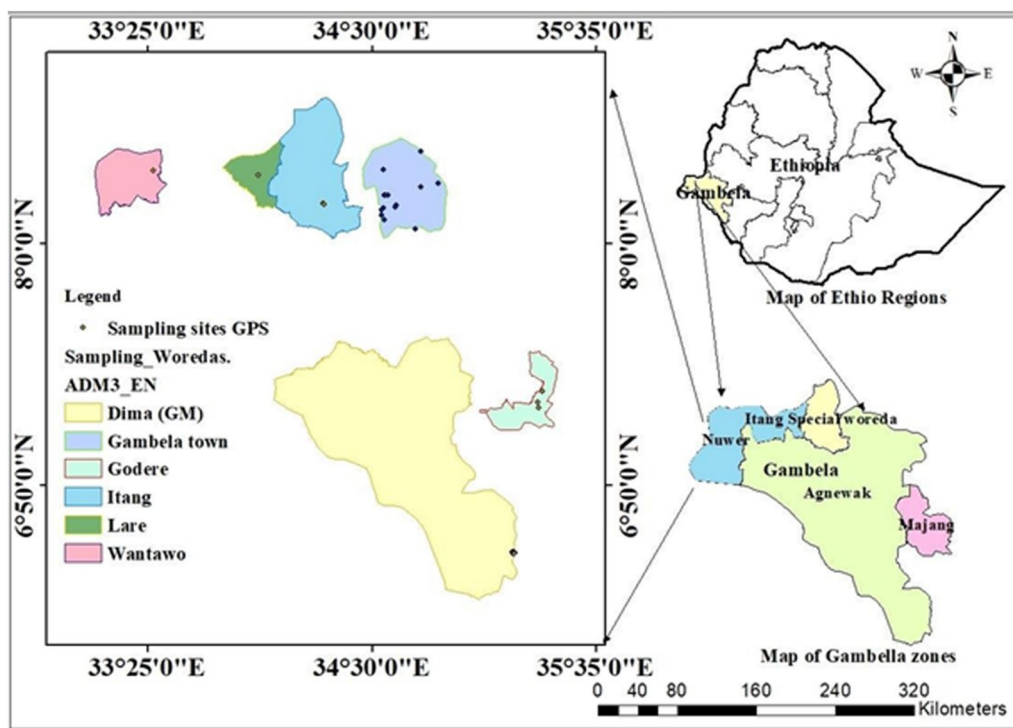 33°25'0"E
34°30'0"E
35°35'0"E
8°0'0"N
6°50'0"N
Legend
Sampling sites GPS
Sampling_Woredas.
ADM3_EN
Dima (GM)
Gambela town
Godere
Itang
Lare
Wantawo
33°25'0"E
34°30'0"E
35°35'0"E
N
W
E
S
Ethiopia
Gambela
Map of Ethio Regions
8°0'0"N
6°50'0"N
Itang Special woreda
Nuwer
Gambela
Agnewak
Majang
Map of Gambella zones
0 40 80 160 240 320
Kilometers